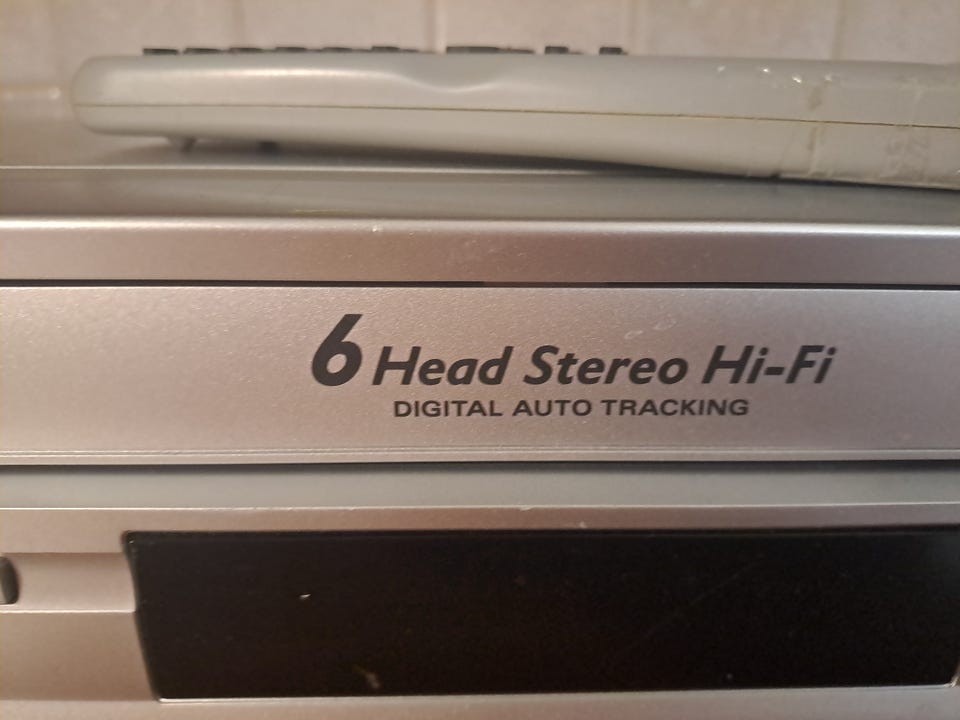 6 Head Stereo Hi-Fi
DIGITAL AUTO TRACKING